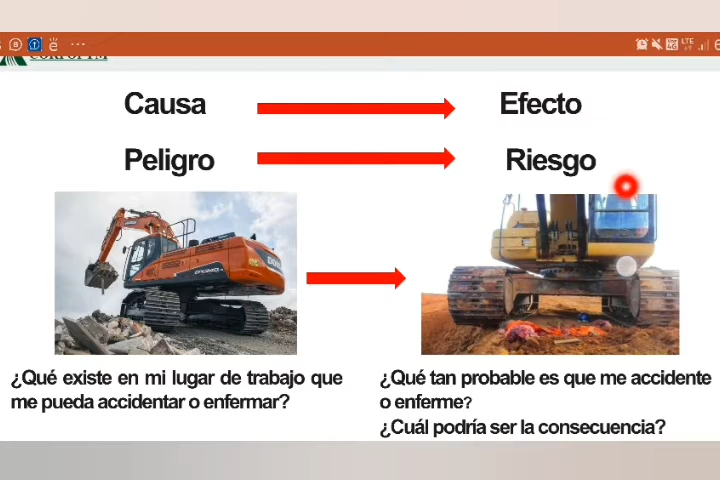 LTE
Causa
Efecto
Peligro
Riesgo
¿Qué existe en mi lugar de trabajo que
me pueda accidentar o enfermar?
¿Qué tan probable es que me accidente
o enferme?
¿Cuál podría ser la consecuencia?